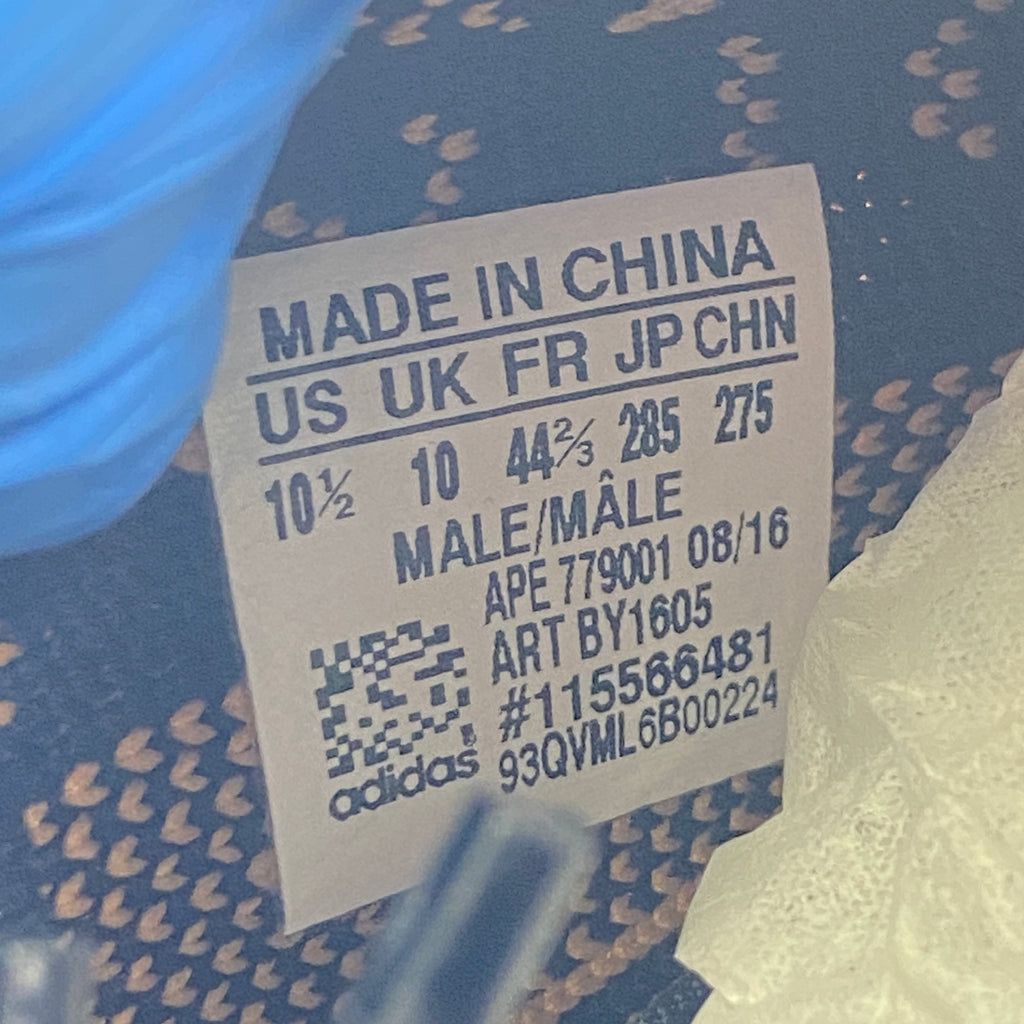 MADE IN CHINA
US UK FR JP CHN
10½ 10 44⅔ 285 275
MALE/MÂLE
APE 779001 08/16
ART BY1605
#115566481
93QVML6B00224
adidas